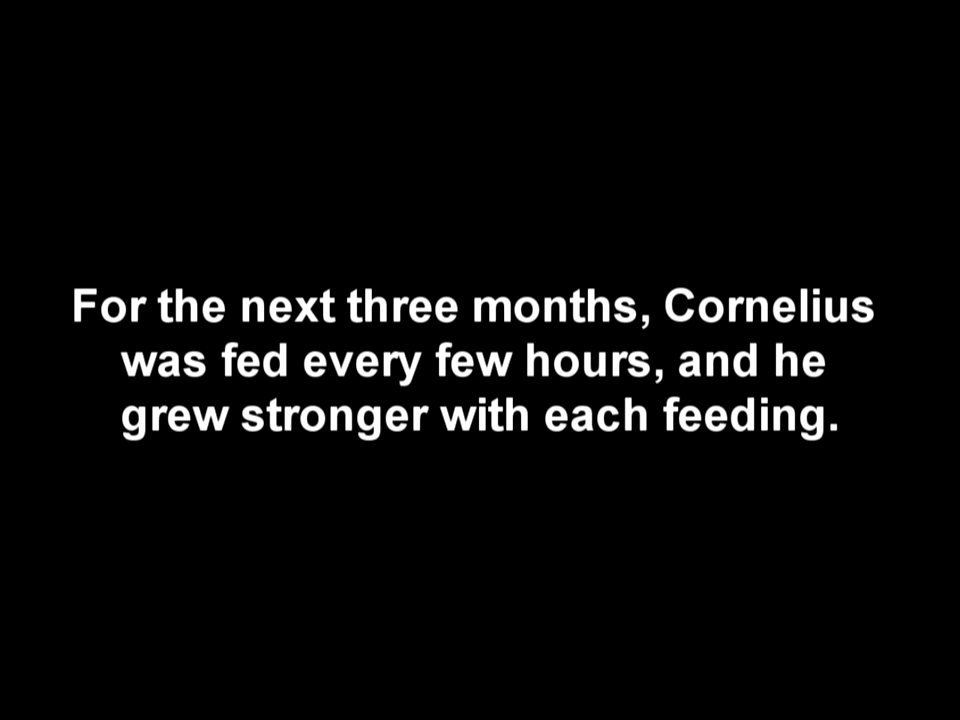 For the next three months, Cornelius
was fed every few hours, and he
grew stronger with each feeding.